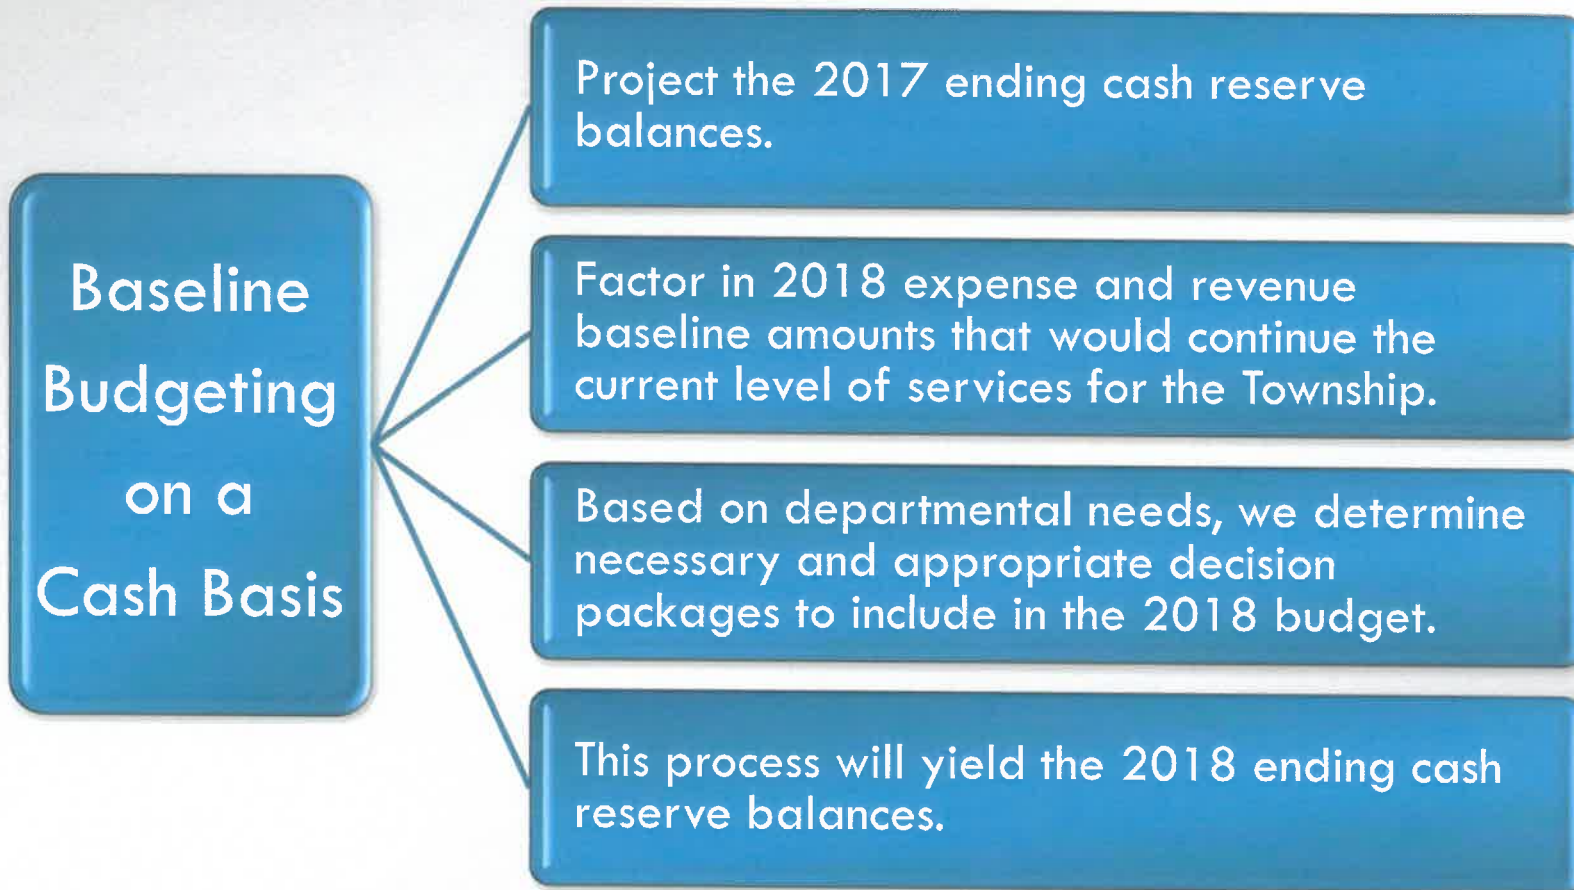 Baseline
Budgeting
on a
Cash Basis
Project the 2017 ending cash reserve
balances.
Factor in 2018 expense and revenue
baseline amounts that would continue the
current level of services for the Township.
Based on departmental needs, we determine
necessary and appropriate decision
packages to include in the 2018 budget.
This process will yield the 2018 ending cash
reserve balances.